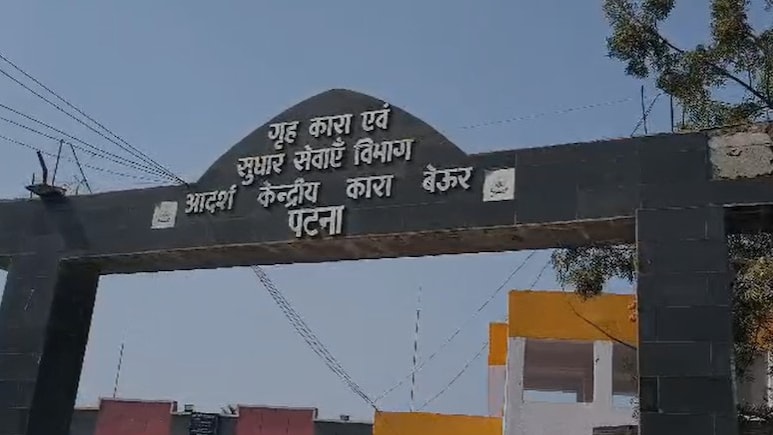 गृह कारा एवं
सुधार सेवाएँ विभाग
आदर्श केन्द्रीय कारा बेऊर
पटना